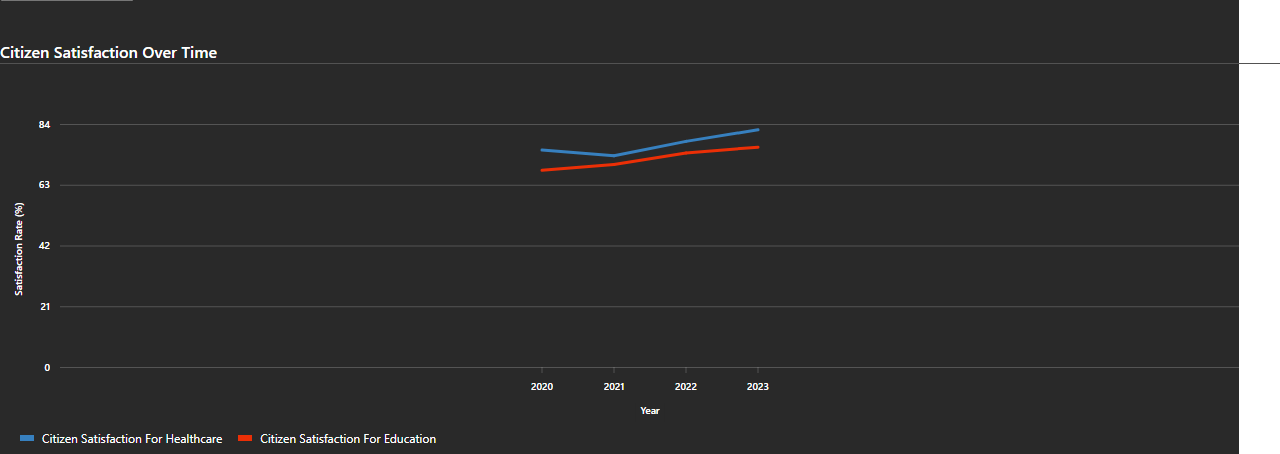 Citizen Satisfaction Over Time
84
63
42
21
0
Satisfaction Rate (%)
2020 2021 2022 2023
Year
Citizen Satisfaction For Healthcare Citizen Satisfaction For Education